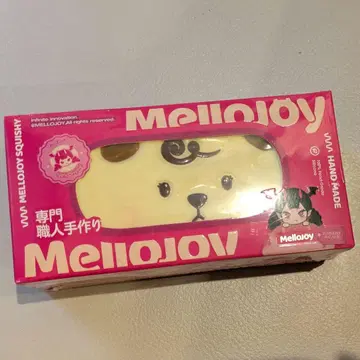 Infinite innovation.
©MELLOJOY.All rights reserved.
Mellojoy
MELLOJOY SQUISHY
HAND MADE
専門
職人手作り
Mellojoy
Mellojoy